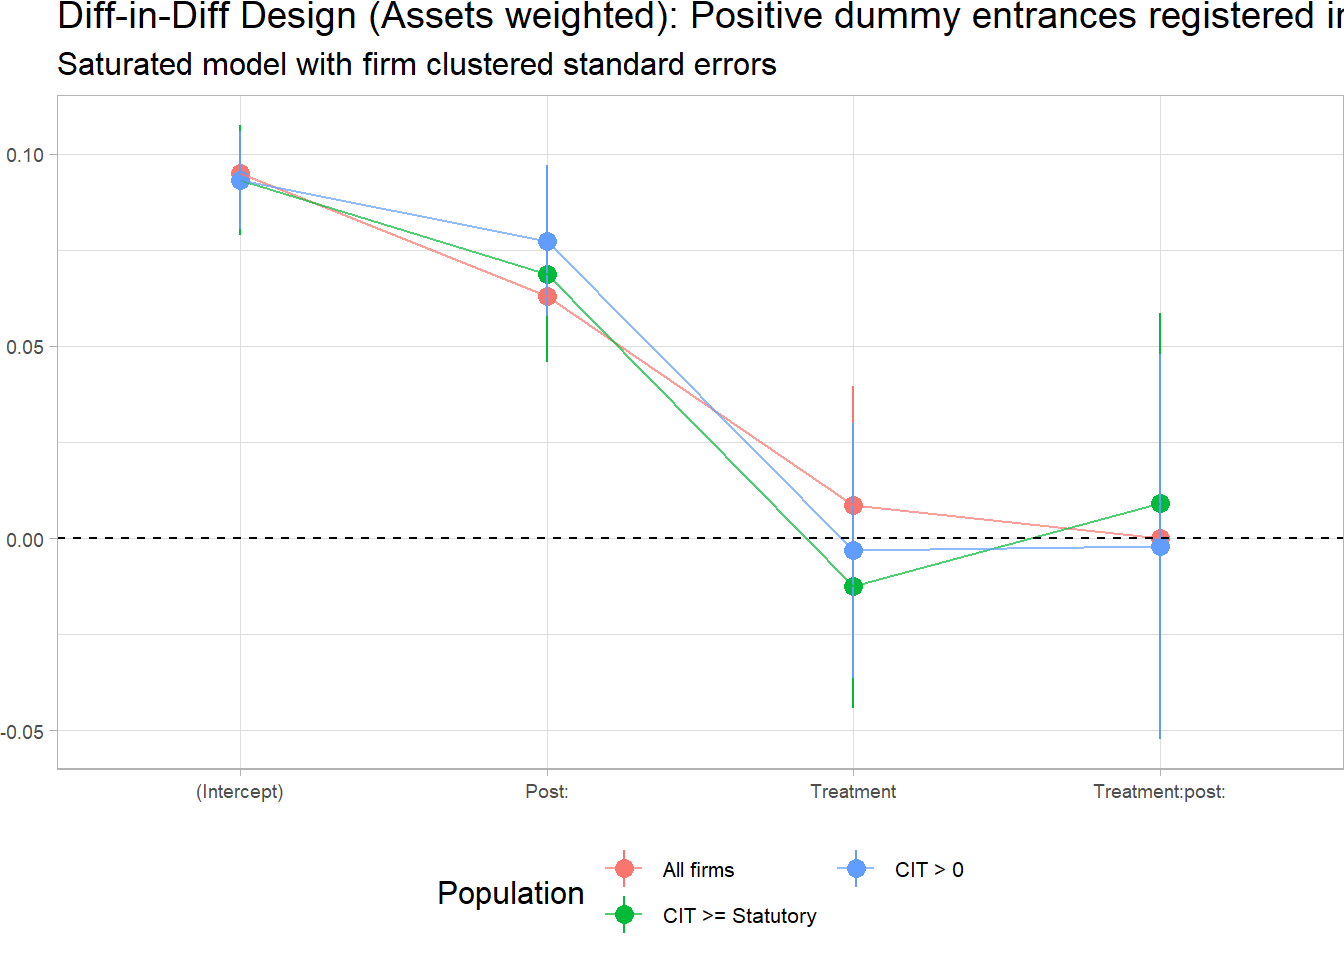 Diff-in-Diff Design (Assets weighted): Positive dummy entrances registered in
Saturated model with firm clustered standard errors
0.10
0.05
0.00
-0.05
(Intercept) Post: Treatment Treatment:post:
Population
All firms
CIT >= Statutory
CIT > 0